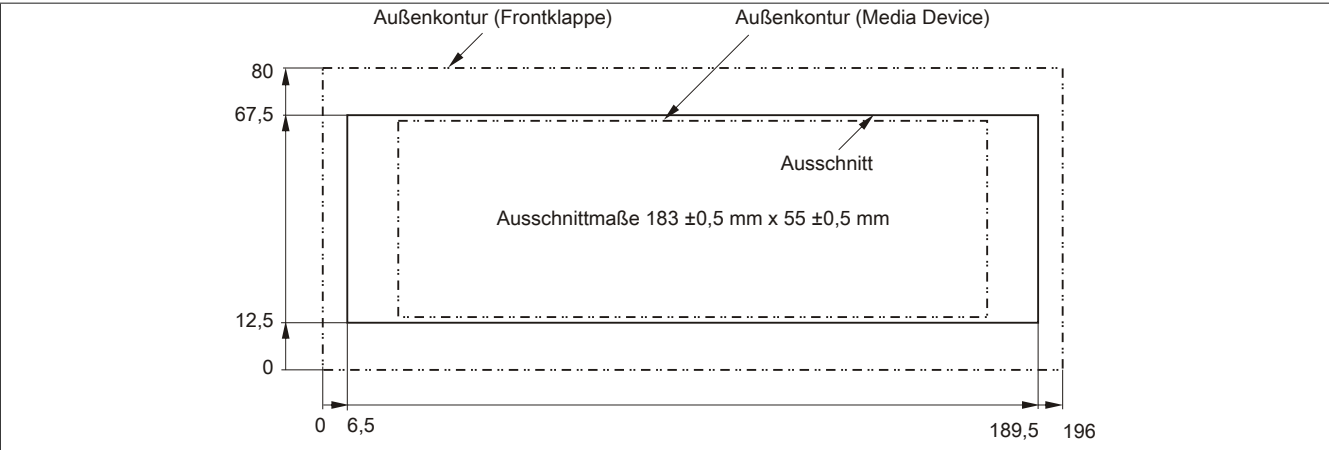 Außenkontur (Frontklappe)
Außenkontur (Media Device)
80
67,5
Ausschnitt
Ausschnittmaße 183 ±0,5 mm x 55 ±0,5 mm
12,5
0
0
6,5
189,5
196